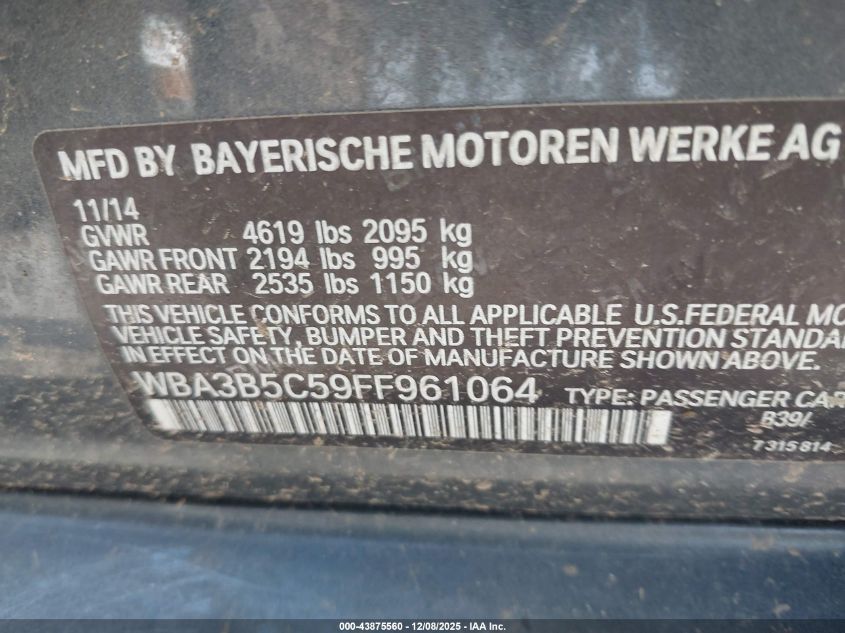 MFD BY BAYERISCHE MOTOREN WERKE AG
11/14
GVWR 4619 lbs 2095 kg
GAWR FRONT 2194 lbs 995 kg
GAWR REAR 2535 lbs 1150 kg
THIS VEHICLE CONFORMS TO ALL APPLICABLE U.S.FEDERAL MO
VEHICLE SAFETY, BUMPER AND THEFT PREVENTION STANDA
IN EFFECT ON THE DATE OF MANUFACTURE SHOWN ABOVE.
WBA3B5C59FF961064 TYPE: PASSENGER CAR
B39/
7 315 814
000-43875560 - 12/08/2025 - IAA Inc.